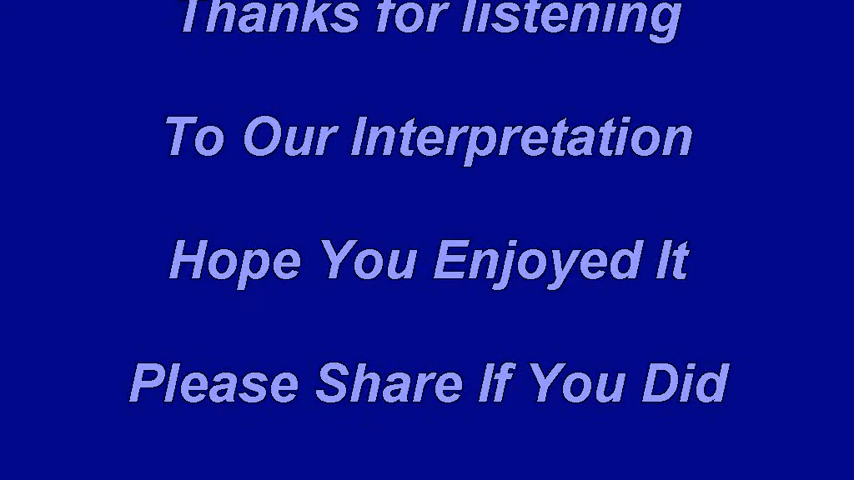 Thanks for listening
To Our Interpretation
Hope You Enjoyed It
Please Share If You Did